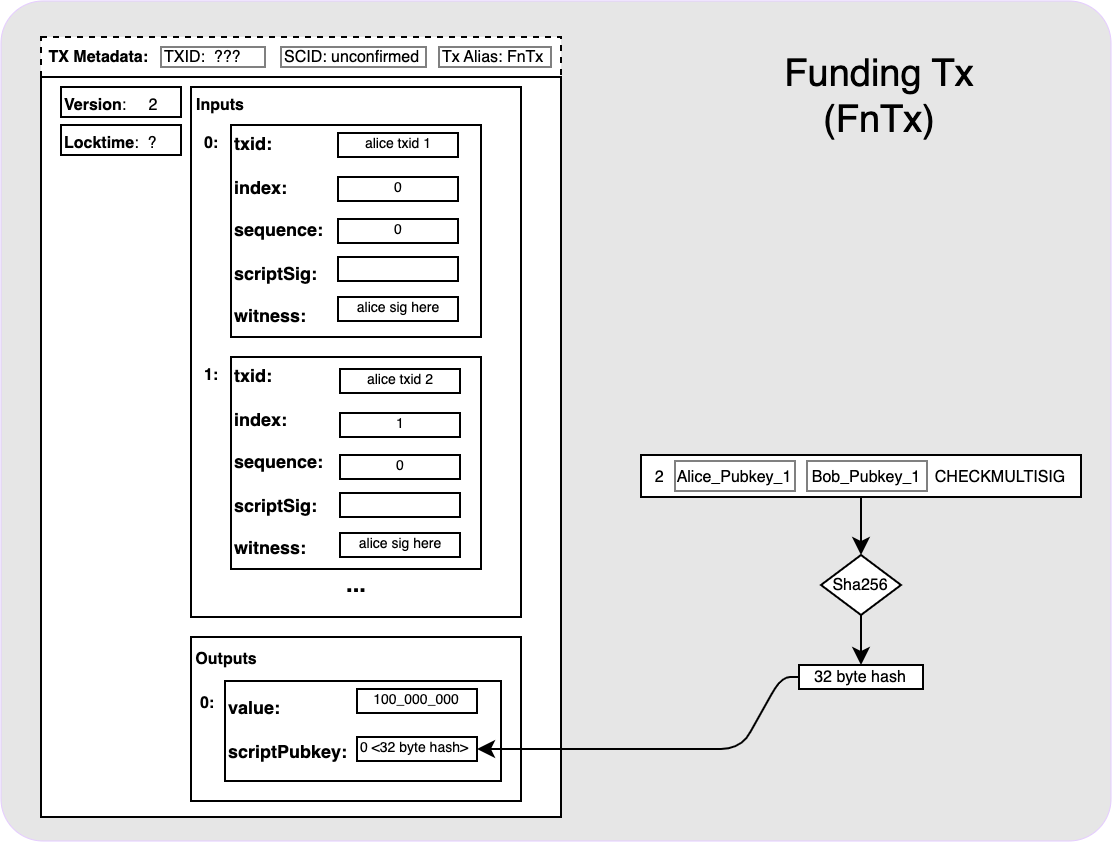 TX Metadata: TXID: ??? SCID: unconfirmed Tx Alias: FnTx
Funding Tx
(FnTx)
Version: 2
Locktime: ?
Inputs
0: txid: alice txid 1
index: 0
sequence: 0
scriptSig:
witness: alice sig here
1: txid: alice txid 2
index: 1
sequence: 0
scriptSig:
witness: alice sig here
...
2 Alice_Pubkey_1 Bob_Pubkey_1 CHECKMULTISIG
Sha256
32 byte hash
Outputs
0: value: 100_000_000
scriptPubkey: 0 <32 byte hash>